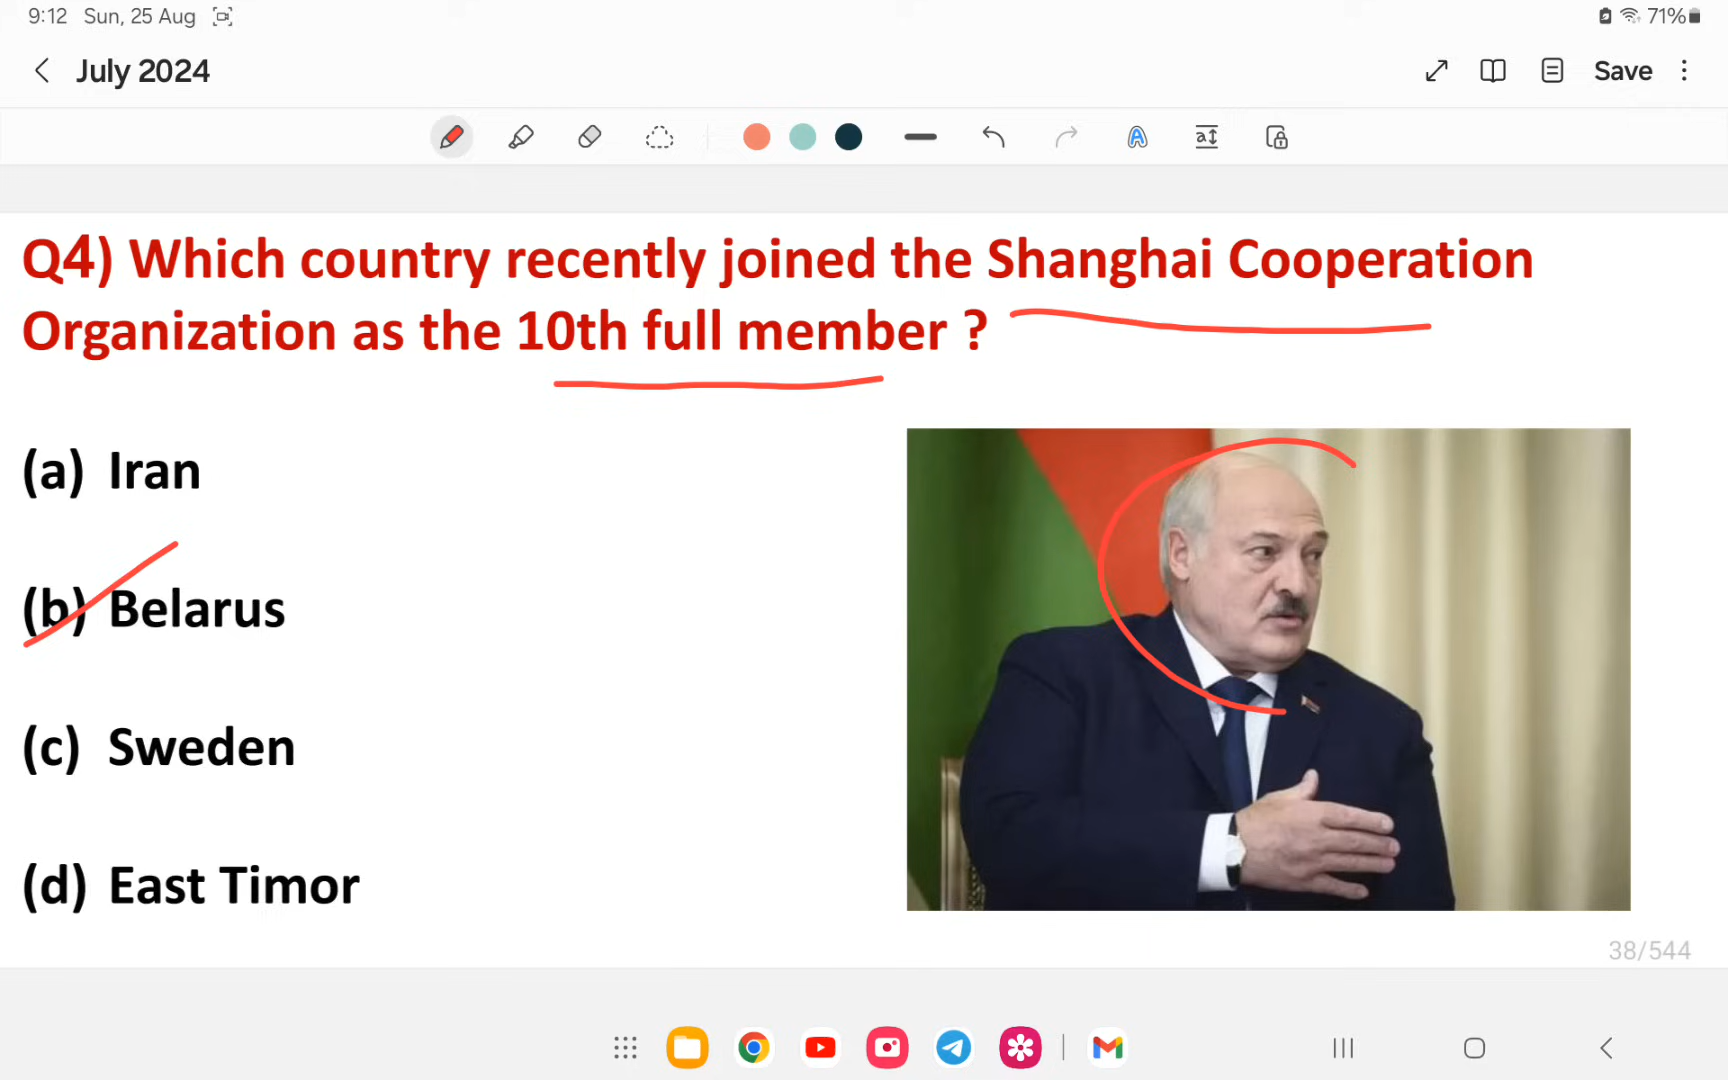 9:12 Sun, 25 Aug 71%
July 2024 Save
Q4) Which country recently joined the Shanghai Cooperation
Organization as the 10th full member ?
(a) Iran
(b) Belarus
(c) Sweden
(d) East Timor
38/544